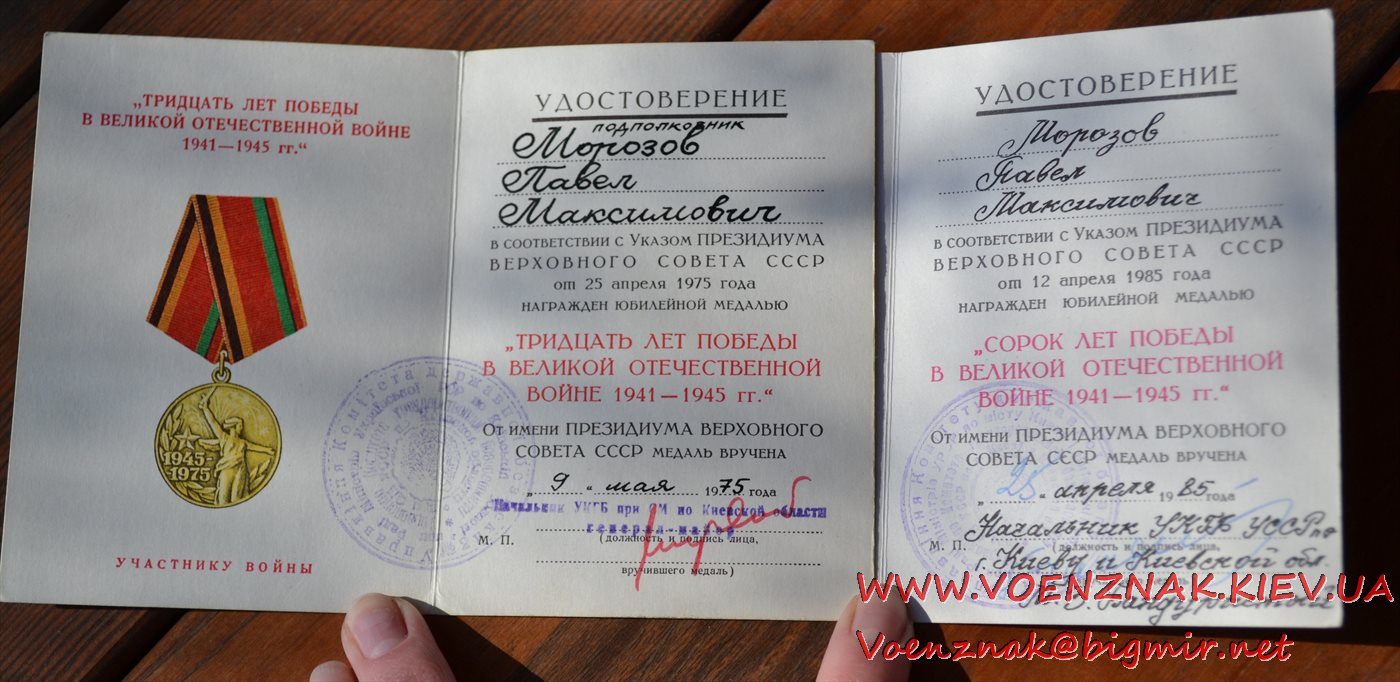 „ТРИДЦАТЬ ЛЕТ ПОБЕДЫ
В ВЕЛИКОЙ ОТЕЧЕСТВЕННОЙ ВОЙНЕ
1941—1945 гг.“
1945-
1975
УЧАСТНИКУ ВОЙНЫ
УДОСТОВЕРЕНИЕ
подполковник
Морозов
Павел
Максимович
в соответствии с Указом ПРЕЗИДИУМА
ВЕРХОВНОГО СОВЕТА СССР
от 25 апреля 1975 года
НАГРАЖДЕН ЮБИЛЕЙНОЙ МЕДАЛЬЮ
„ТРИДЦАТЬ ЛЕТ ПОБЕДЫ
В ВЕЛИКОЙ ОТЕЧЕСТВЕННОЙ
ВОЙНЕ 1941—1945 гг.“
От имени ПРЕЗИДИУМА ВЕРХОВНОГО
СОВЕТА СССР МЕДАЛЬ ВРУЧЕНА
„ 9 “ мая 1975 года
Начальник УКГБ при СМ по Киевской области
генерал-майор
М. П. (должность и подпись лица,
вручившего медаль)
УДОСТОВЕРЕНИЕ
Морозов
Павел
Максимович
в соответствии с Указом ПРЕЗИДИУМА
ВЕРХОВНОГО СОВЕТА СССР
от 12 апреля 1985 года
НАГРАЖДЕН ЮБИЛЕЙНОЙ МЕДАЛЬЮ
„СОРОК ЛЕТ ПОБЕДЫ
В ВЕЛИКОЙ ОТЕЧЕСТВЕННОЙ
ВОЙНЕ 1941—1945 гг.“
От имени ПРЕЗИДИУМА ВЕРХОВНОГО
СОВЕТА СССР МЕДАЛЬ ВРУЧЕНА
„ “ апреля 1985 года
Начальник УКГБ УССР по
М. П. (должность и подпись лица,
г. Киеву и Киевской обл.
WWW.VOENZNAK.KIEV.UA
Voenznak@bigmir.net